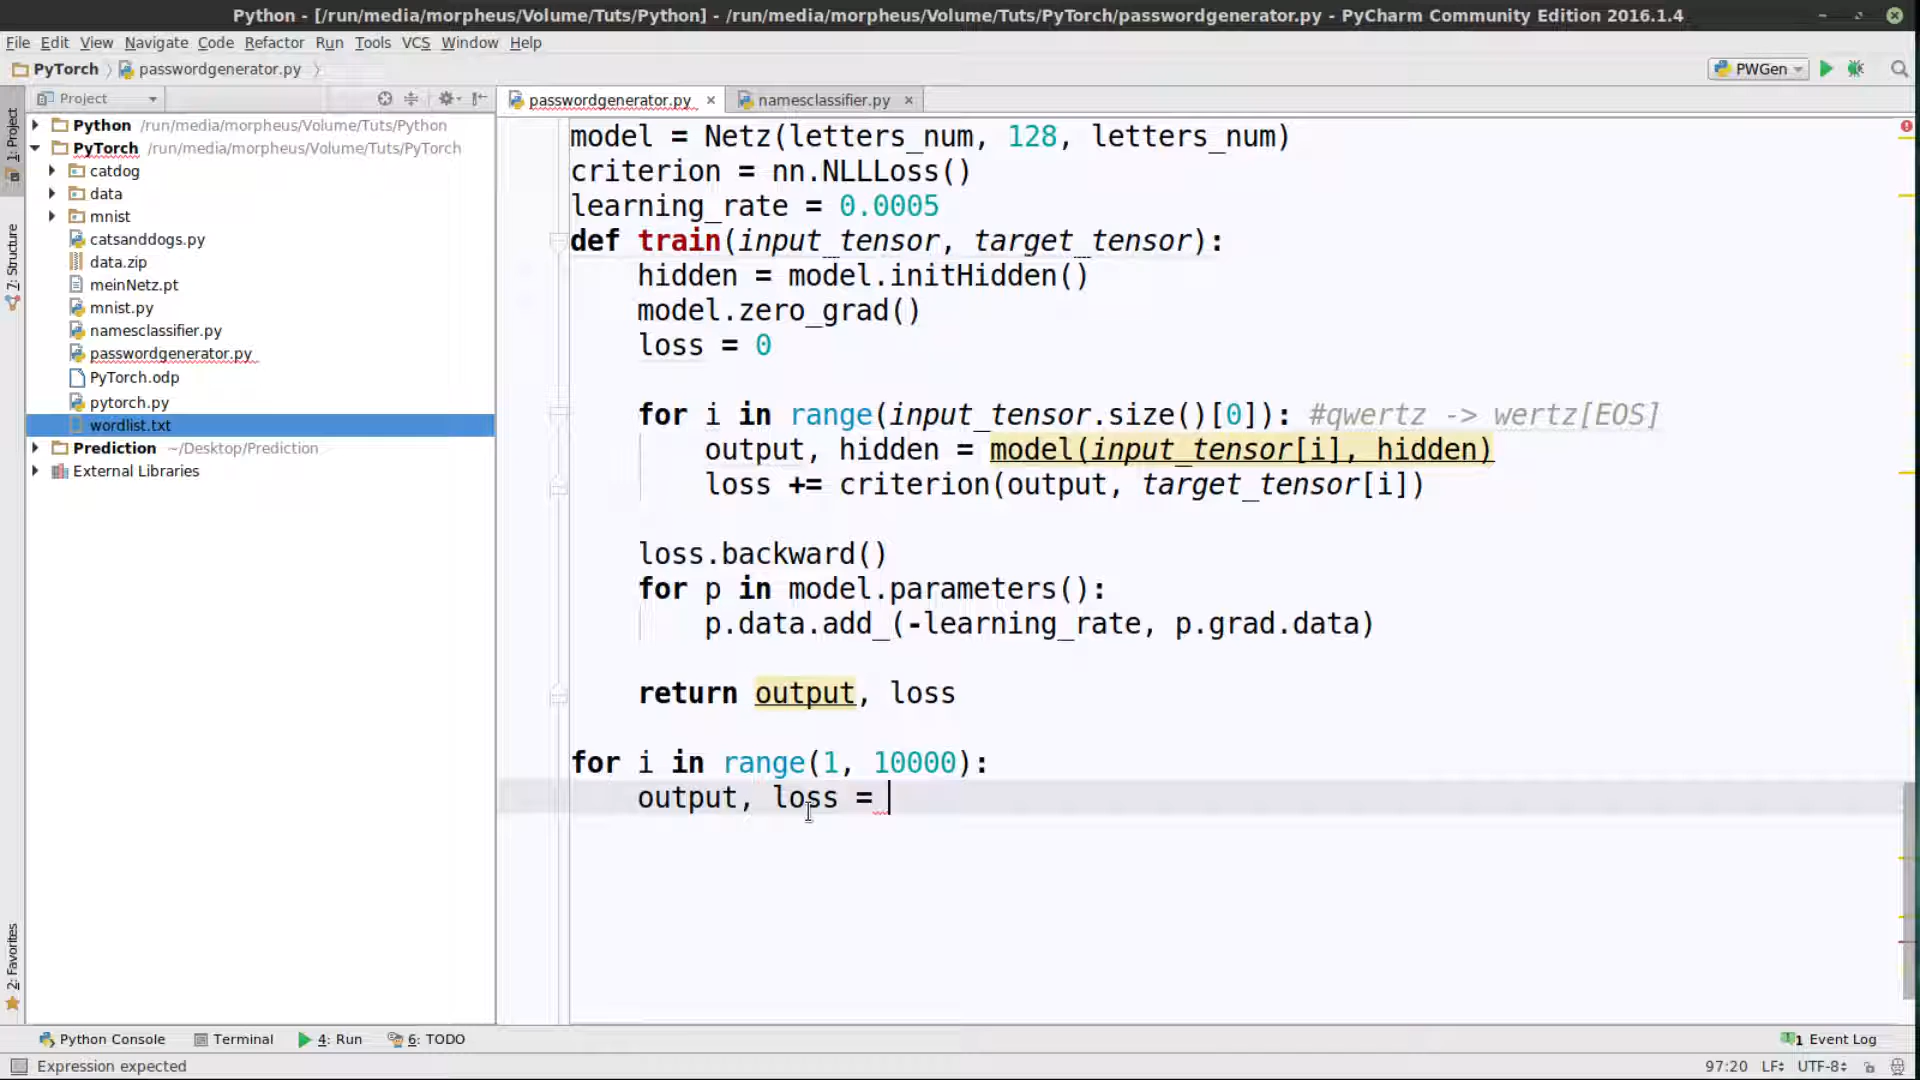 Python - [/run/media/morpheus/Volume/Tuts/Python] - /run/media/morpheus/Volume/Tuts/PyTorch/passwordgenerator.py - PyCharm Community Edition 2016.1.4
File Edit View Navigate Code Refactor Run Tools VCS Window Help
PyTorch passwordgenerator.py PWGen
Project
passwordgenerator.py namesclassifier.py
1: Project
7: Structure
2: Favorites
Python /run/media/morpheus/Volume/Tuts/Python
PyTorch /run/media/morpheus/Volume/Tuts/PyTorch
catdog
data
mnist
catsanddogs.py
data.zip
meinNetz.pt
mnist.py
namesclassifier.py
passwordgenerator.py
PyTorch.odp
pytorch.py
wordlist.txt
Prediction ~/Desktop/Prediction
External Libraries
model = Netz(letters_num, 128, letters_num)
criterion = nn.NLLLoss()
learning_rate = 0.0005
def train(input_tensor, target_tensor):
    hidden = model.initHidden()
    model.zero_grad()
    loss = 0
    for i in range(input_tensor.size()[0]): #qwertz -> wertz[EOS]
        output, hidden = model(input_tensor[i], hidden)
        loss += criterion(output, target_tensor[i])
    loss.backward()
    for p in model.parameters():
        p.data.add_(-learning_rate, p.grad.data)
    return output, loss
for i in range(1, 10000):
    output, loss =
Python Console Terminal 4: Run 6: TODO 1 Event Log
Expression expected 97:20 LF UTF-8